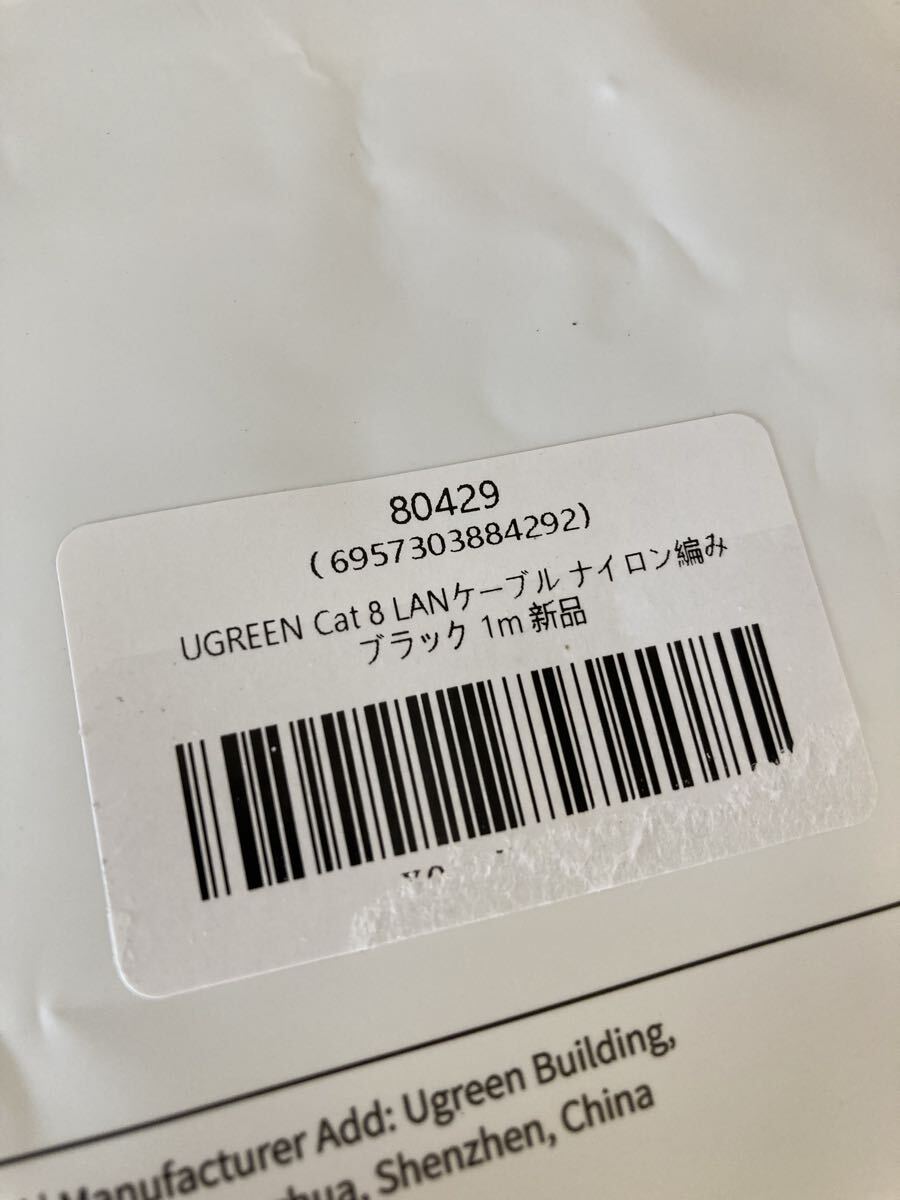 80429
(6957303884292)
UGREEN Cat 8 LANケーブル ナイロン編み
ブラック 1m 新品
Manufacturer Add: Ugreen Building,
Shenzhen, China